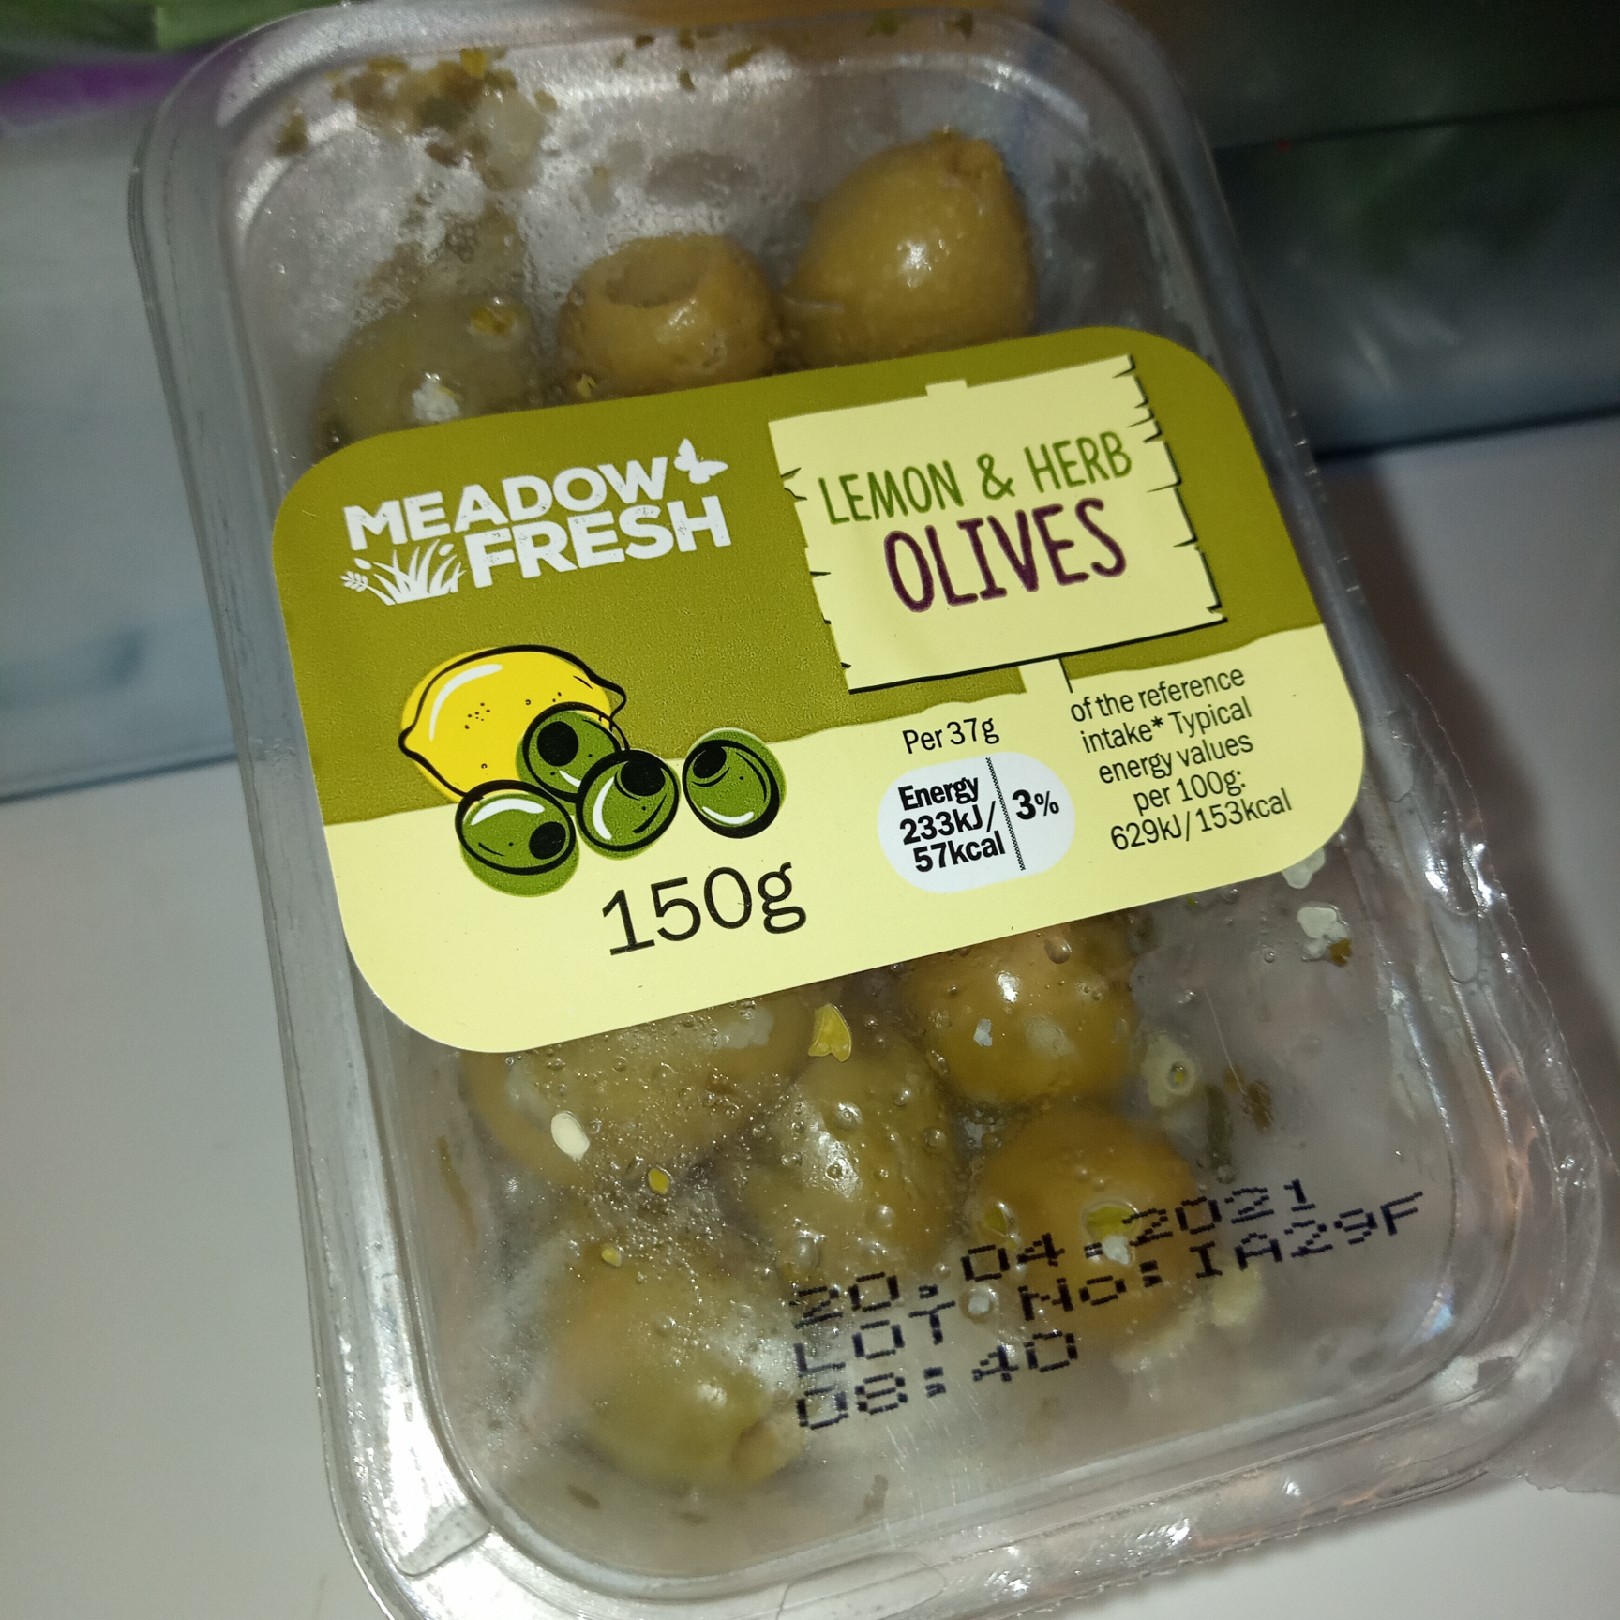 MEADOW
FRESH
LEMON & HERB
OLIVES
Per 37g
Energy
233kJ/
57kcal
3%
of the reference
intake* Typical
energy values
per 100g:
629kJ/153kcal
150g
20.04.2021
LOT No:IA29F
08:40